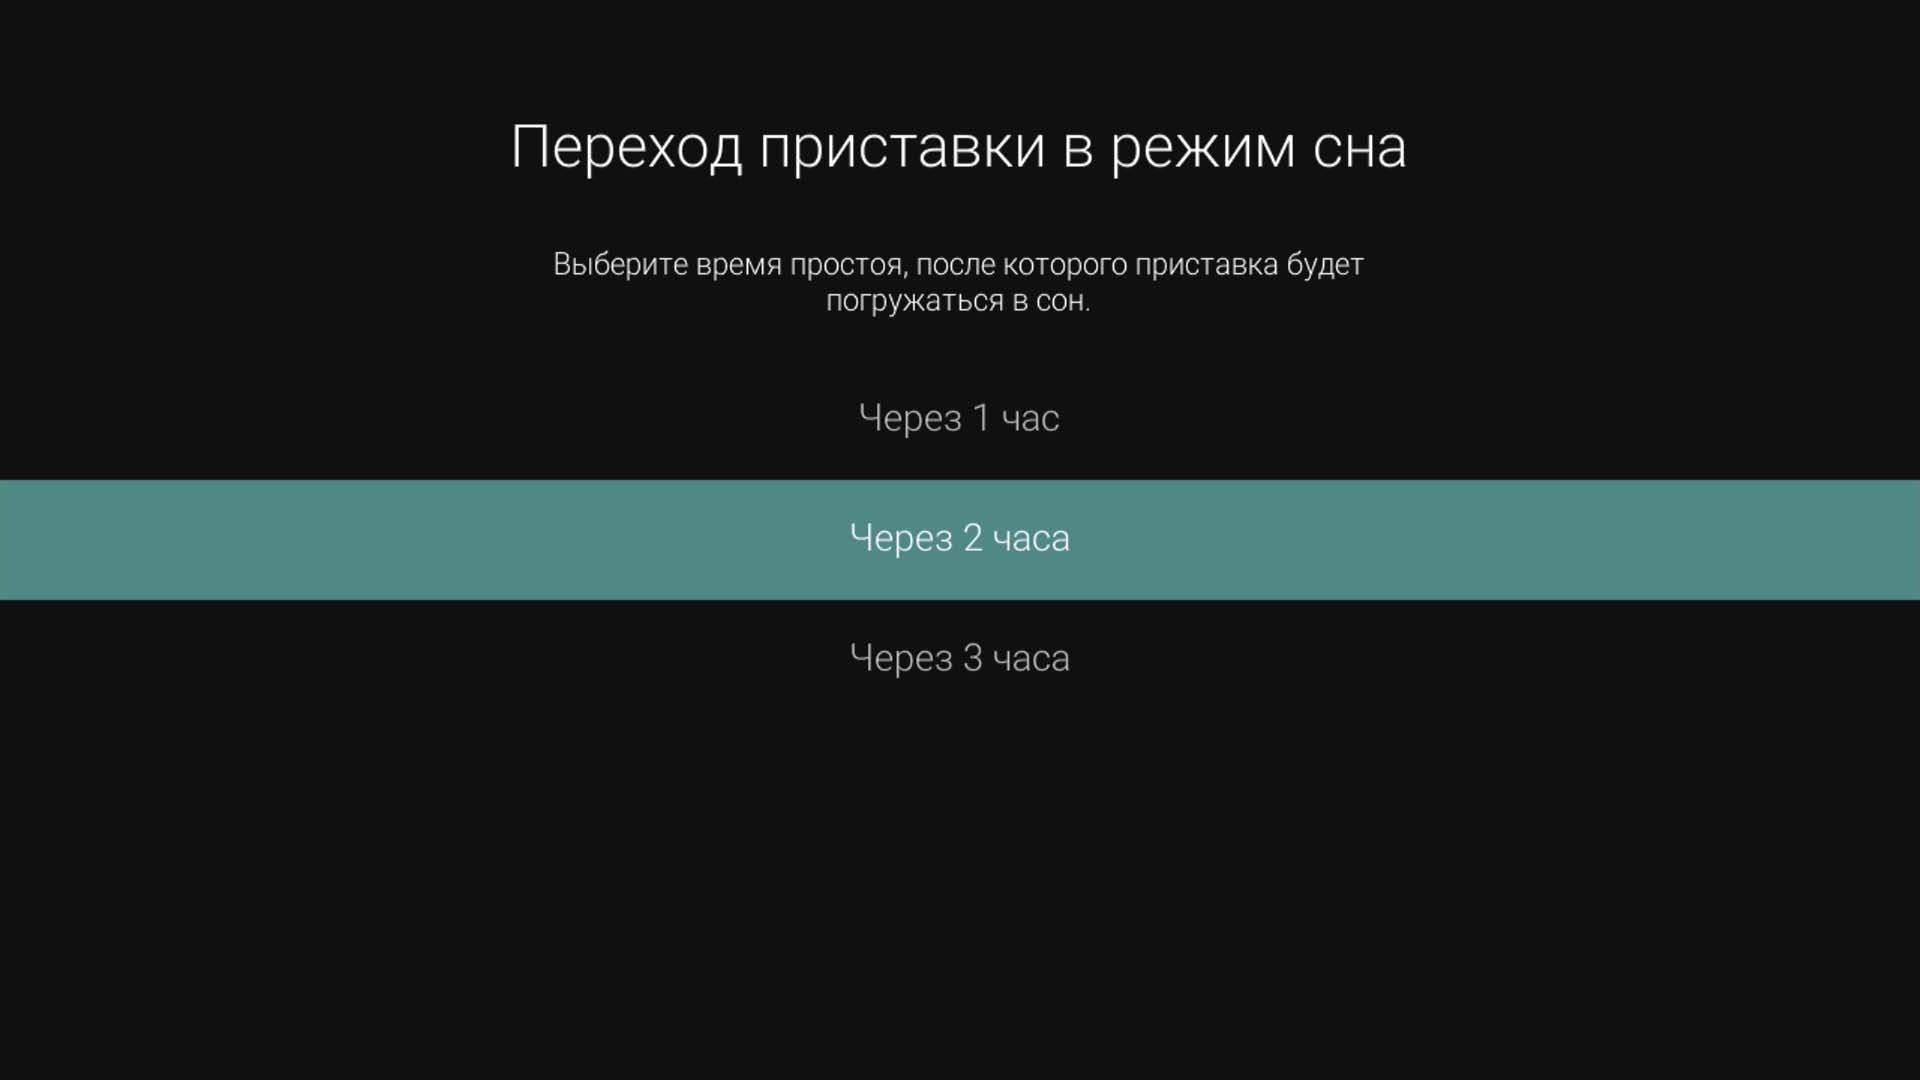 Переход приставки в режим сна
Выберите время простоя, после которого приставка будет
погружаться в сон.
Через 1 час
Через 2 часа
Через 3 часа